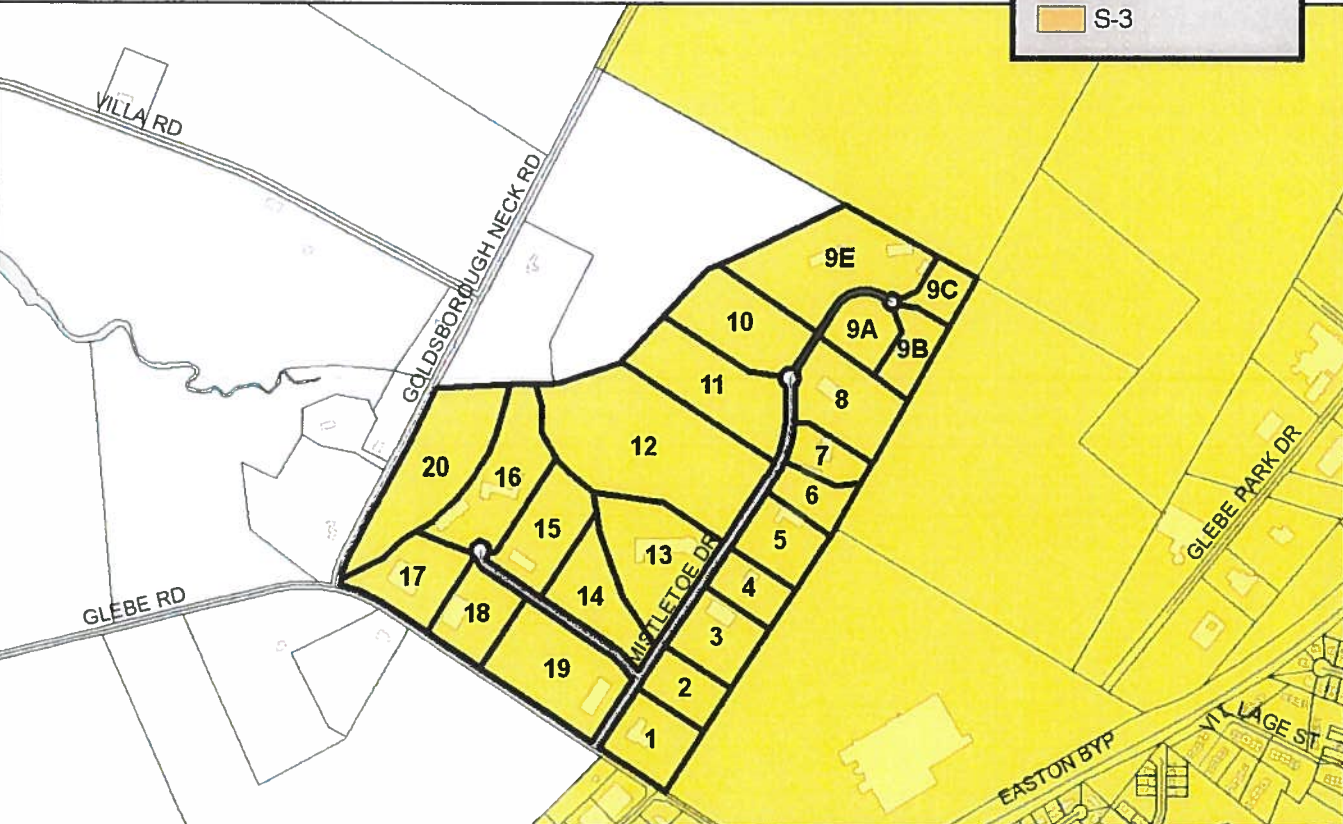 S-3
VILLA RD
GOLDSBOROUGH NECK RD
9E
9C
10
9A
9B
11
8
12
7
20
16
6
15
5
13
GLEBE PARK DR
17
4
14
GLEBE RD
18
MISTLETOE DR
3
19
2
1
VILLAGE ST
EASTON BYP